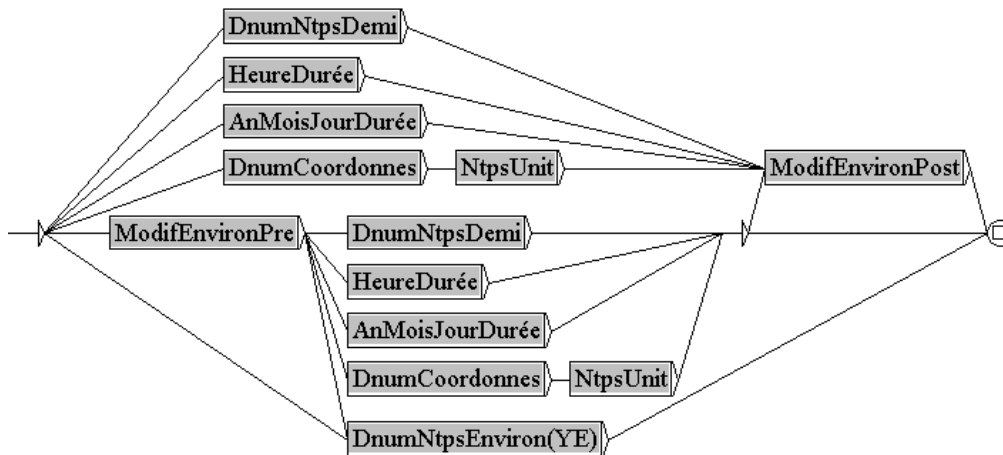 DnumNtpsDemi
HeureDurée
AnMoisJourDurée
DnumCoordonnes NtpsUnit
ModifEnvironPost
ModifEnvironPre
DnumNtpsDemi
HeureDurée
AnMoisJourDurée
DnumCoordonnes NtpsUnit
DnumNtpsEnviron(YE)